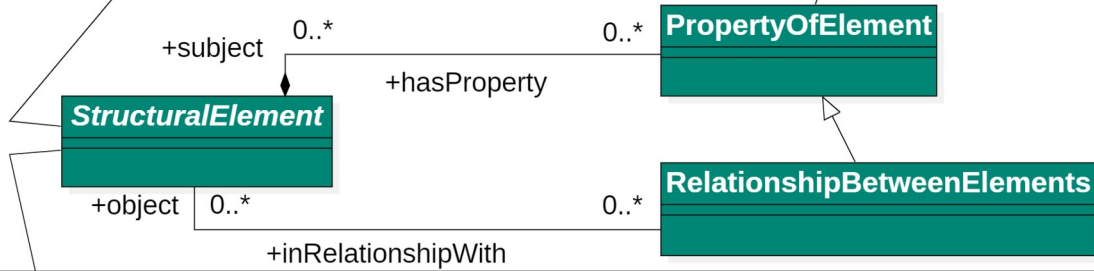 PropertyOfElement
0..*
0..*
+subject
+hasProperty
StructuralElement
RelationshipBetweenElements
+object
0..*
0..*
+inRelationshipWith